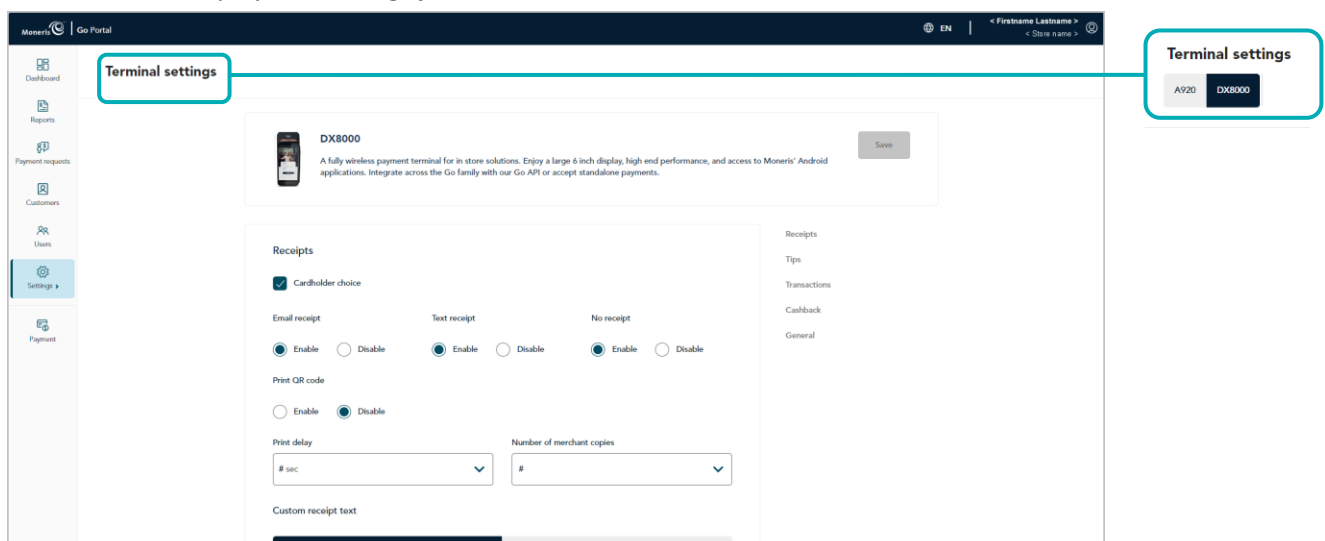 Moneris Go Portal
EN
< Firstname Lastname >
< Store name >
Dashboard
Reports
Payment requests
Customers
Users
Settings
Payment
Terminal settings
Terminal settings
A920 DX8000
DX8000
A fully wireless payment terminal for in store solutions. Enjoy a large 6 inch display, high end performance, and access to Moneris' Android
applications. Integrate across the Go family with our Go API or accept standalone payments.
Save
Receipts
Cardholder choice
Email receipt Text receipt No receipt
Enable Disable Enable Disable Enable Disable
Print QR code
Enable Disable
Print delay Number of merchant copies
# sec #
Custom receipt text
Receipts
Tips
Transactions
Cashback
General